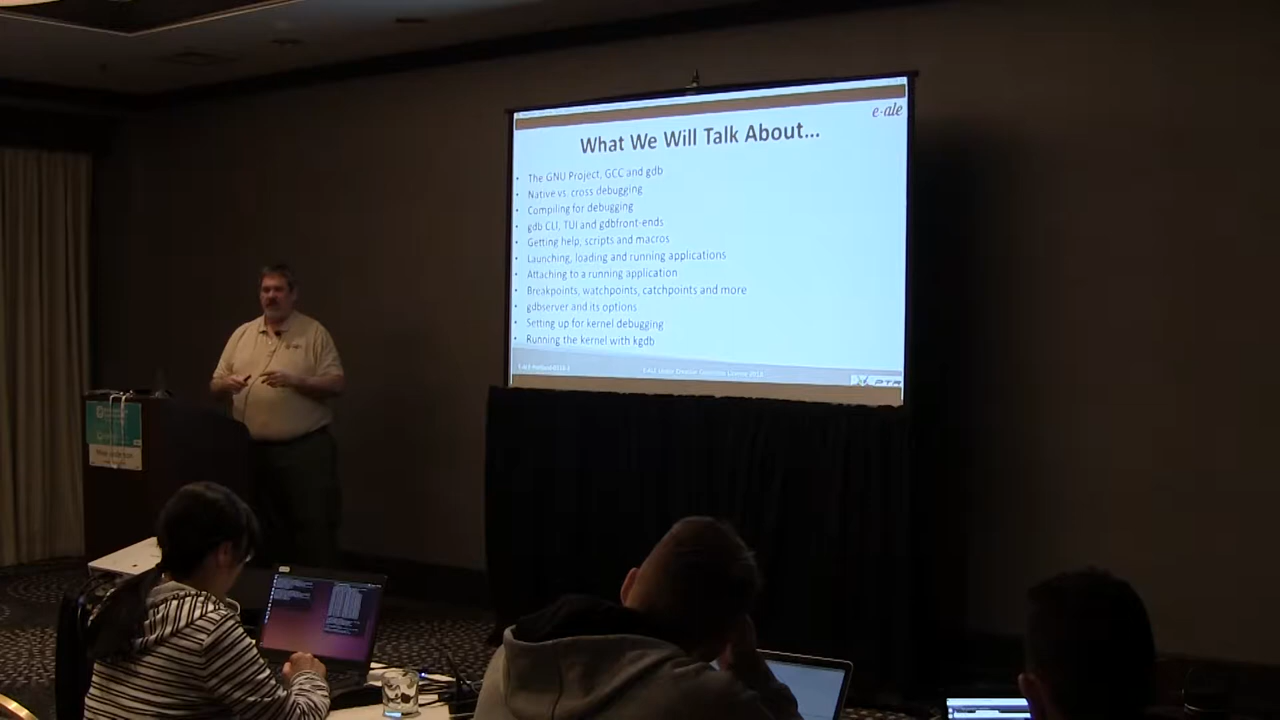 e-ale
What We Will Talk About...
• The GNU Project, GCC and gdb
• Native vs. cross debugging
• Compiling for debugging
• gdb CLI, TUI and gdbfront-ends
• Getting help, scripts and macros
• Launching, loading and running applications
• Attaching to a running application
• Breakpoints, watchpoints, catchpoints and more
• gdbserver and its options
• Setting up for kernel debugging
• Running the kernel with kgdb
PTR